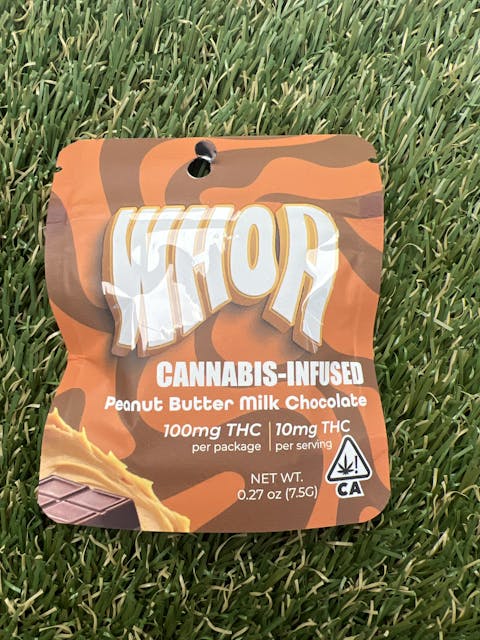 WHOA
CANNABIS-INFUSED
Peanut Butter Milk Chocolate
100mg THC | 10mg THC
per package | per serving
NET WT.
0.27 oz (7.5G)
!
CA